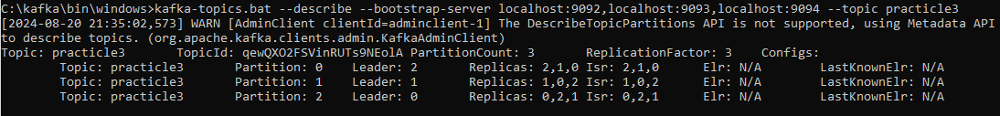 C:\kafka\bin\windows>kafka-topics.bat --describe --bootstrap-server localhost:9092,localhost:9093,localhost:9094 --topic practicle3
[2024-08-20 21:35:02,573] WARN [AdminClient clientId=adminclient-1] The DescribeTopicPartitions API is not supported, using Metadata API
to describe topics. (org.apache.kafka.clients.admin.KafkaAdminClient)
Topic: practicle3 TopicId: qewQXO2FSVinRUTs9NEolA PartitionCount: 3 ReplicationFactor: 3 Configs:
Topic: practicle3 Partition: 0 Leader: 2 Replicas: 2,1,0 Isr: 2,1,0 Elr: N/A LastKnownElr: N/A
Topic: practicle3 Partition: 1 Leader: 1 Replicas: 1,0,2 Isr: 1,0,2 Elr: N/A LastKnownElr: N/A
Topic: practicle3 Partition: 2 Leader: 0 Replicas: 0,2,1 Isr: 0,2,1 Elr: N/A LastKnownElr: N/A